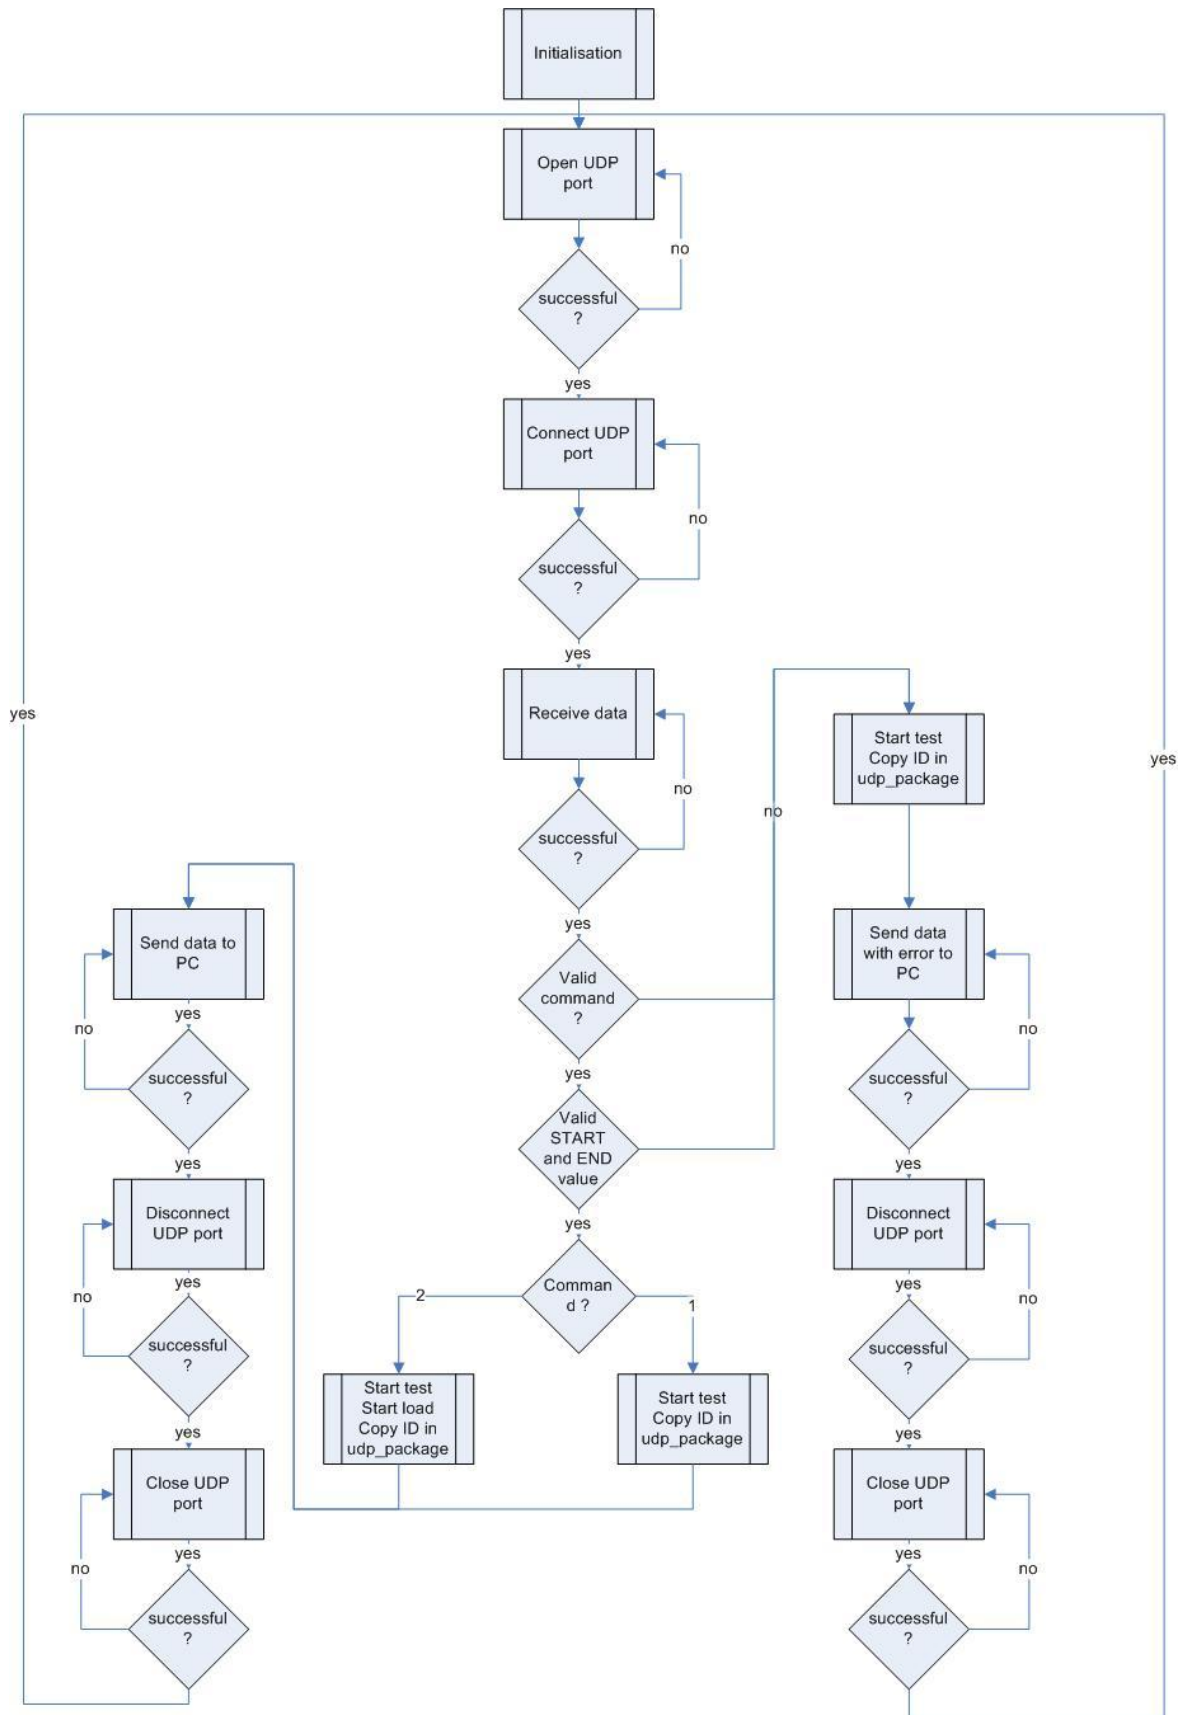 Initialisation
Open UDP
port
no
successful
?
yes
Connect UDP
port
no
successful
?
yes
Receive data
no
successful
?
yes
Valid
command
?
no
yes
Valid
START
and END
value
yes
Comman
d ?
2
1
Start test
Start load
Copy ID in
udp_package
Start test
Copy ID in
udp_package
Send data to
PC
yes
no
successful
?
yes
Disconnect
UDP port
yes
no
successful
?
yes
Close UDP
port
yes
no
successful
?
yes
Start test
Copy ID in
udp_package
Send data
with error to
PC
no
successful
?
yes
Disconnect
UDP port
yes
no
successful
?
yes
Close UDP
port
yes
no
successful
?
yes